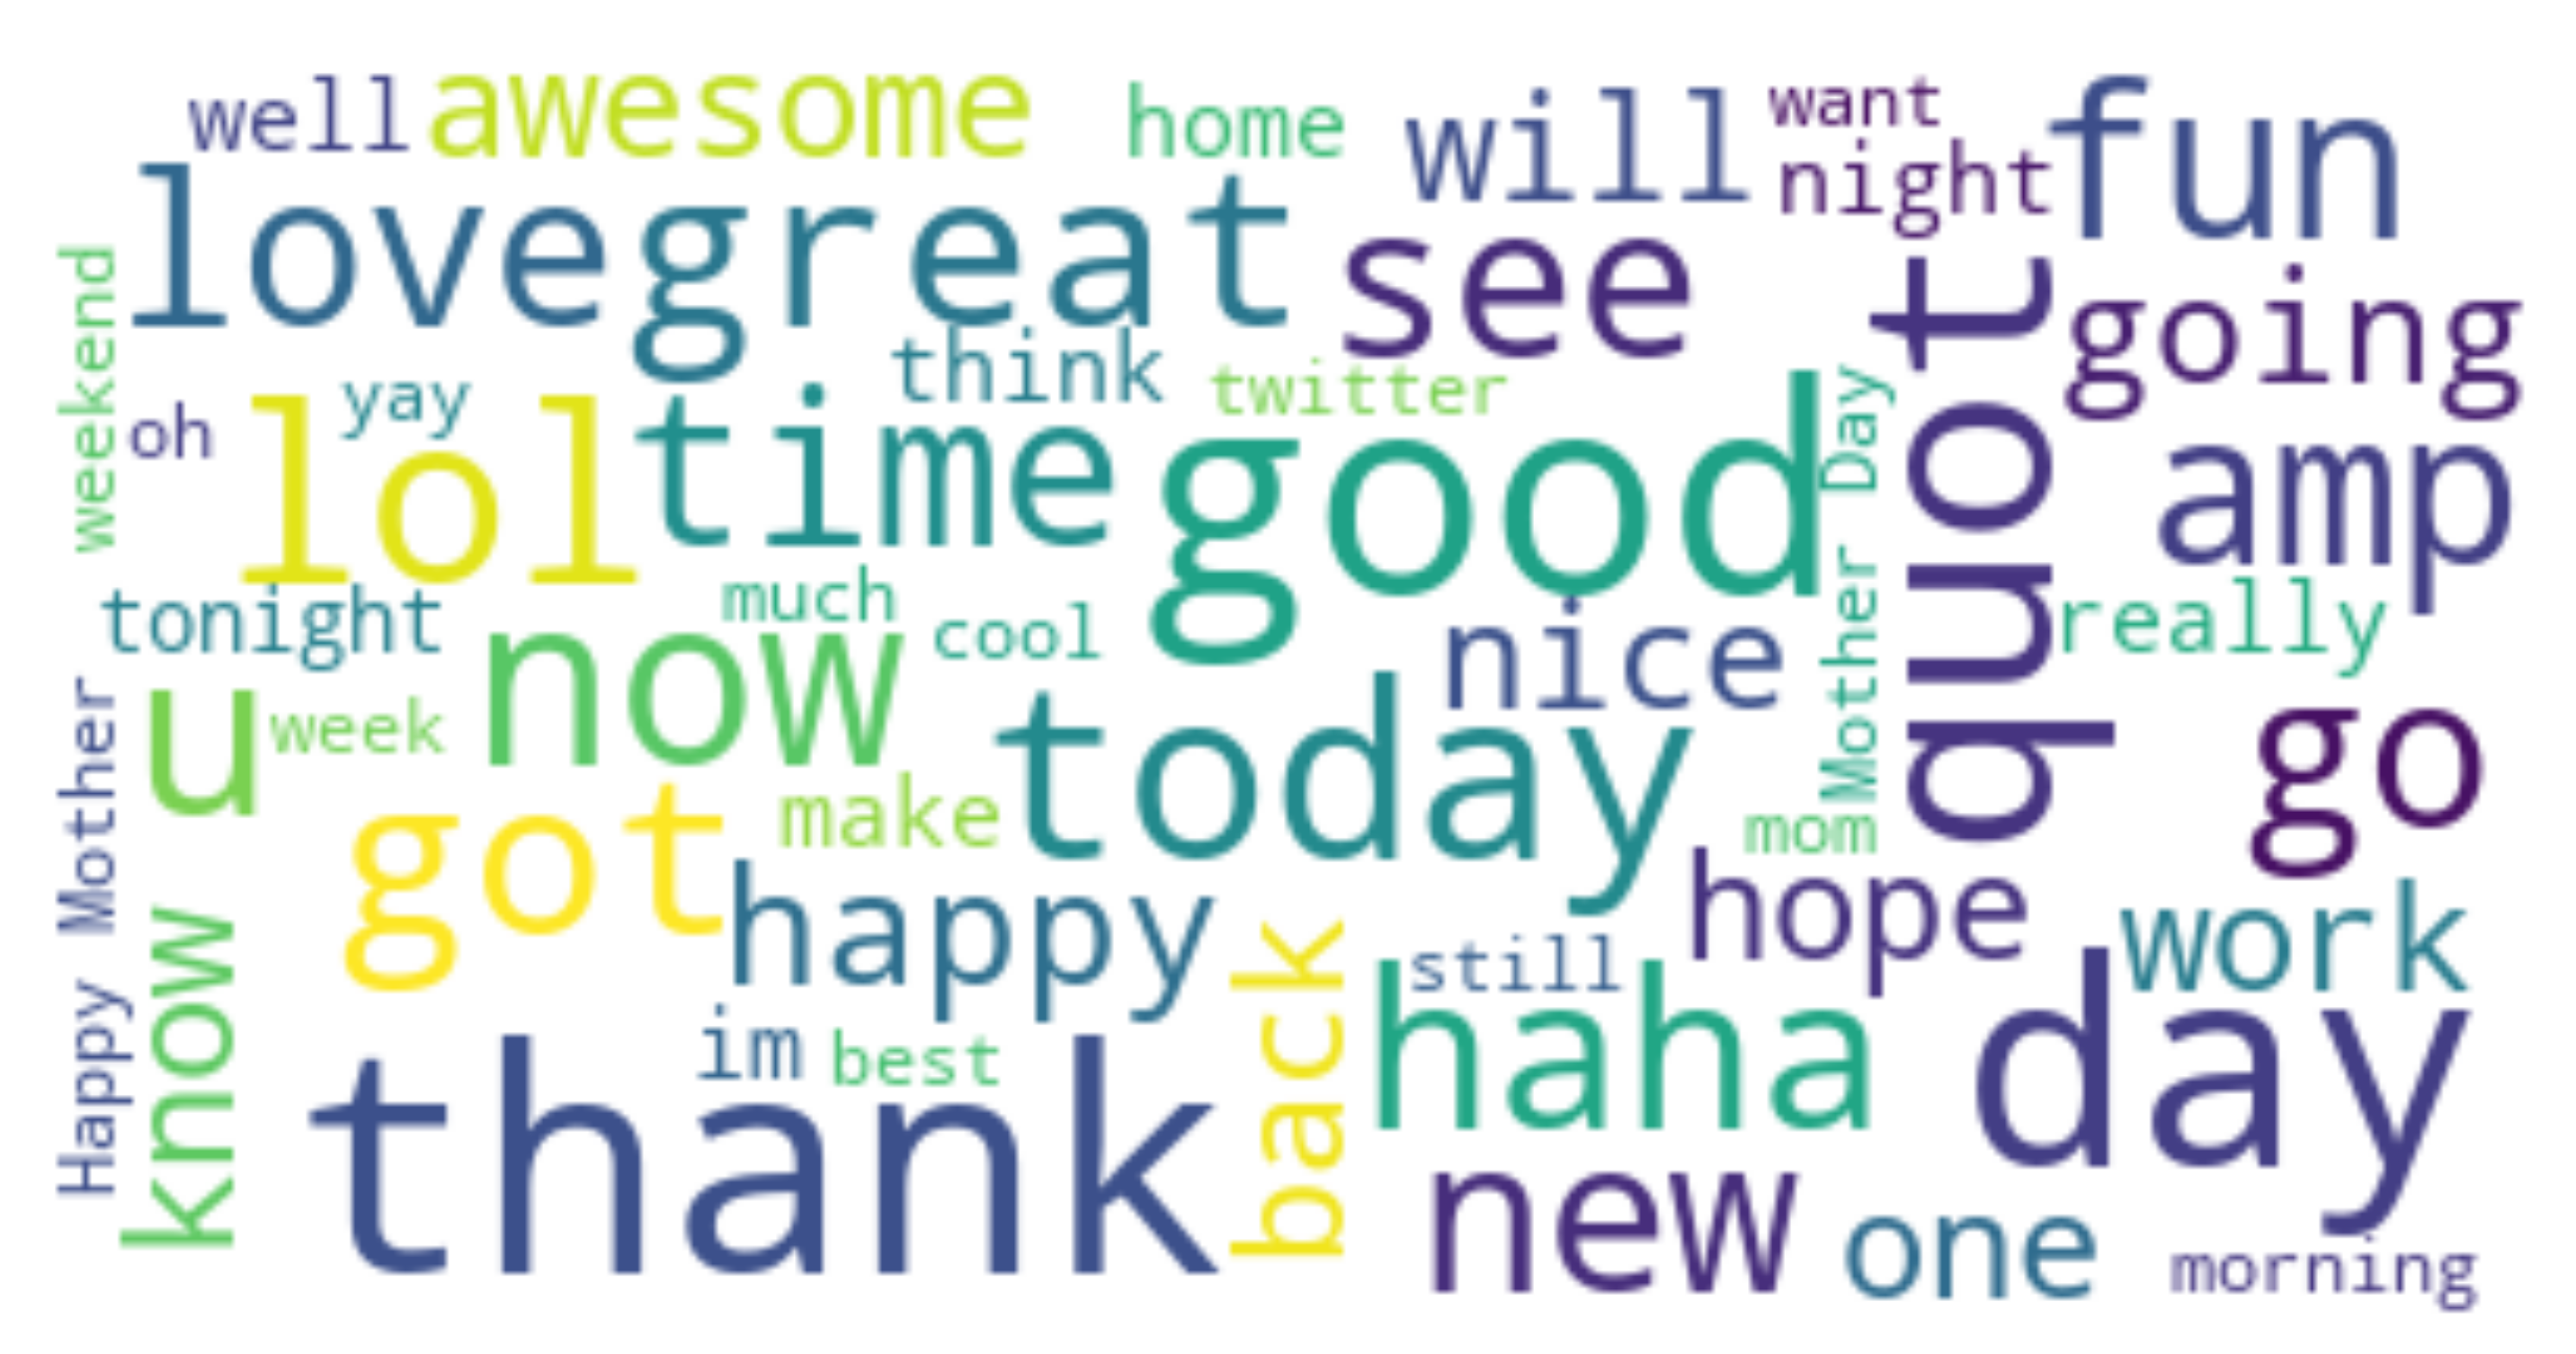 well awesome home will want fun
night
love great see
going
weekend
think
twitter
yay
oh
lol time good
Mother Day
quot
amp
tonight
much
cool
nice
really
now
u week
today
go
Happy Mother
got
make
mom
happy
hope
work
know
back
still
im best
haha
day
thank
new one
morning